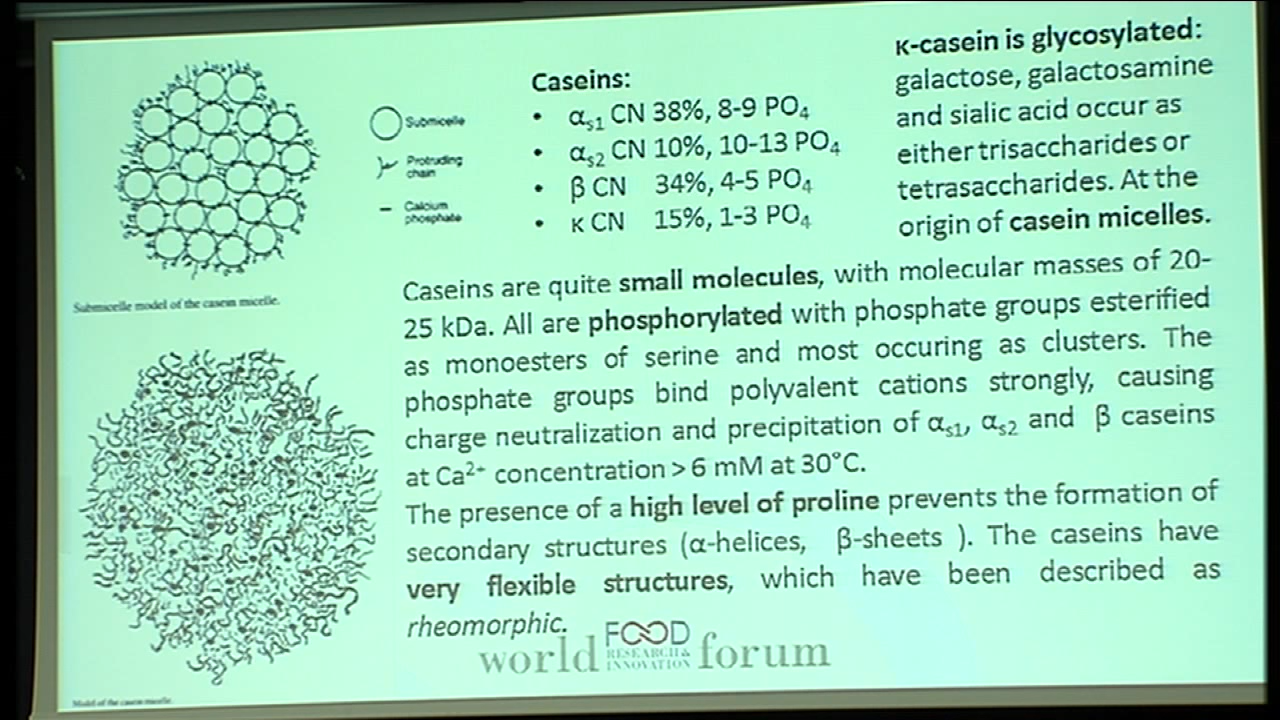 Submicelle
Protruding
chain
Calcium
phosphate
Submicelle model of the casein micelle.
Model of the casein micelle.
Caseins:
• αs1 CN 38%, 8-9 PO4
• αs2 CN 10%, 10-13 PO4
• β CN 34%, 4-5 PO4
• κ CN 15%, 1-3 PO4
κ-casein is glycosylated:
galactose, galactosamine
and sialic acid occur as
either trisaccharides or
tetrasaccharides. At the
origin of casein micelles.
Caseins are quite small molecules, with molecular masses of 20-
25 kDa. All are phosphorylated with phosphate groups esterified
as monoesters of serine and most occuring as clusters. The
phosphate groups bind polyvalent cations strongly, causing
charge neutralization and precipitation of αs1, αs2 and β caseins
at Ca2+ concentration > 6 mM at 30°C.
The presence of a high level of proline prevents the formation of
secondary structures (α-helices, β-sheets ). The caseins have
very flexible structures, which have been described as
rheomorphic.
world FOOD RESEARCH & INNOVATION forum